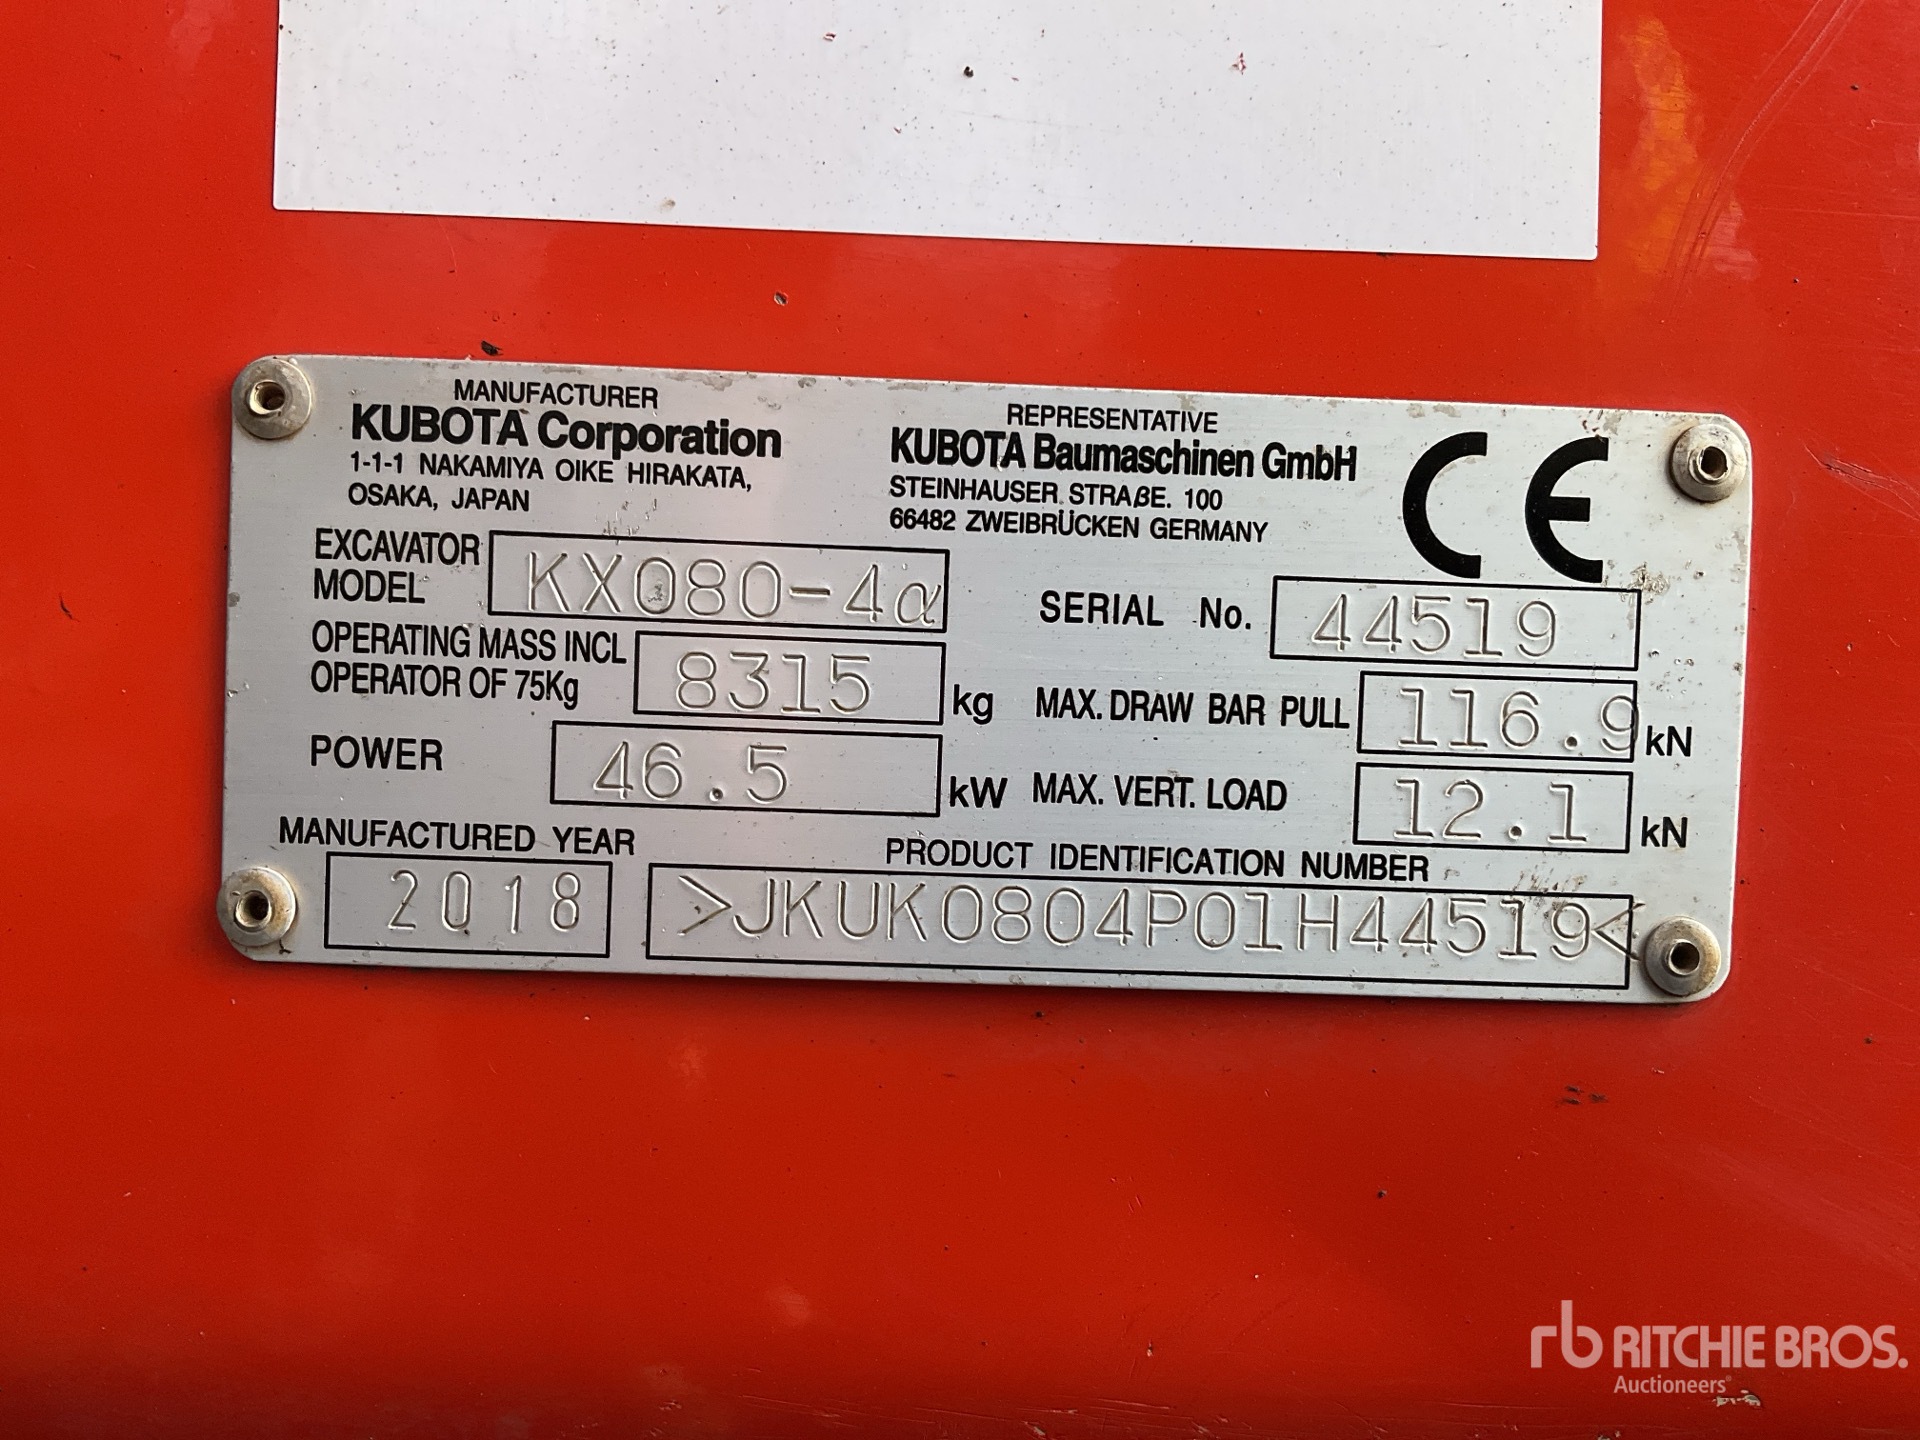 MANUFACTURER
KUBOTA Corporation
1-1-1 NAKAMIYA OIKE HIRAKATA,
OSAKA, JAPAN
REPRESENTATIVE
KUBOTA Baumaschinen GmbH
STEINHAUSER STRAßE. 100
66482 ZWEIBRÜCKEN GERMANY
CE
EXCAVATOR MODEL KX080-4α
SERIAL No. 44519
OPERATING MASS INCL
OPERATOR OF 75Kg 8315 kg
MAX. DRAW BAR PULL 116.9 kN
POWER 46.5 kW
MAX. VERT. LOAD 12.1 kN
MANUFACTURED YEAR
2018
PRODUCT IDENTIFICATION NUMBER
>JKUK0804P01H44519<
rb RITCHIE BROS.
Auctioneers